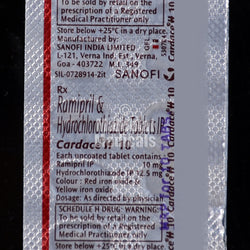 To be sold by retail on the
prescription of a Registered
Medical Practitioner only.
Store below +25°C in a dry place.
Manufactured by:
SANOFI INDIA LIMITED
L-121, Verna Ind. Est., Verna,
Goa - 403722
SANOFI
Rx
Ramipril &
Hydrochlorothiazide Tablets IP
Cardace H 10
Each uncoated tablet contains:
Ramipril IP 10 mg
Hydrochlorothiazide IP 12.5 mg
Colour : Red iron oxide &
Yellow iron oxide
Dosage: As directed by physician
SCHEDULE H DRUG: WARNING:
To be sold by retail on the
prescription of a Registered
Medical Practitioner only.
Store below +25°C in a dry place.
Cardace H 10